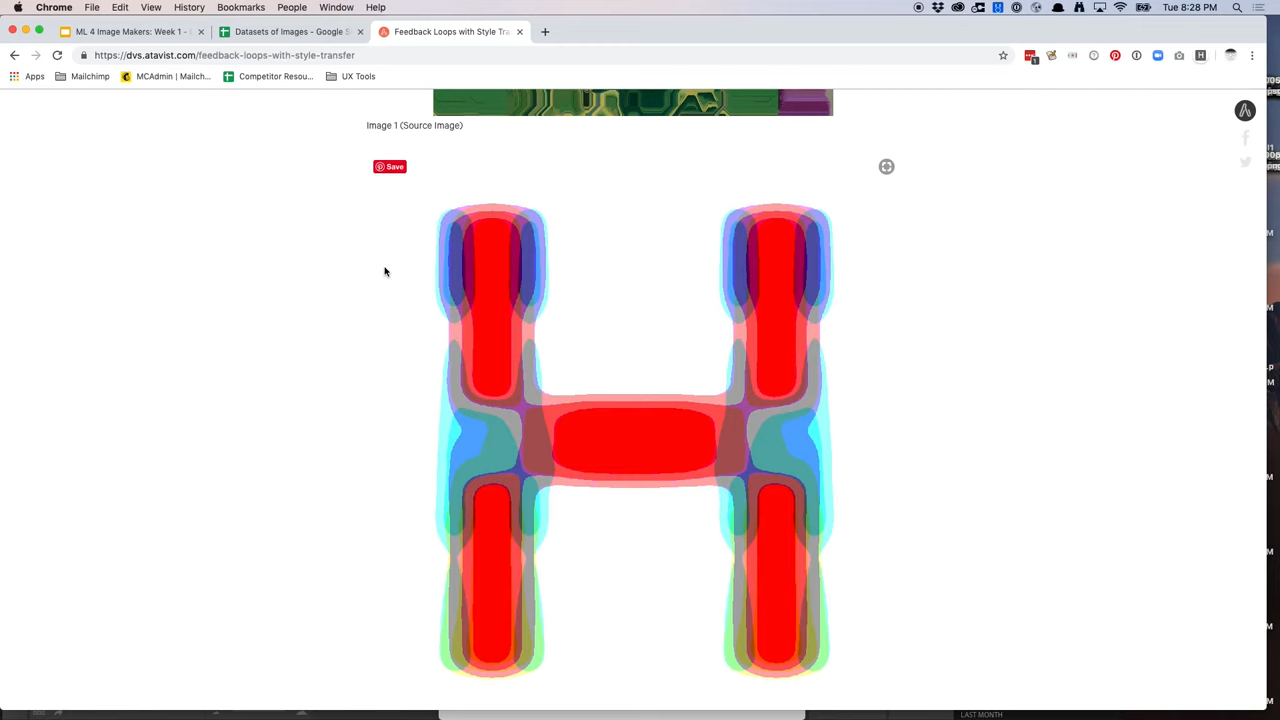 Chrome File Edit View History Bookmarks People Window Help Tue 8:28 PM
ML 4 Image Makers: Week 1 - Datasets of Images - Google S Feedback Loops with Style Tra
https://dvs.atavist.com/feedback-loops-with-style-transfer
Apps Mailchimp MCAdmin | Mailch... Competitor Resou... UX Tools
Image 1 (Source Image)
Save
LAST MONTH